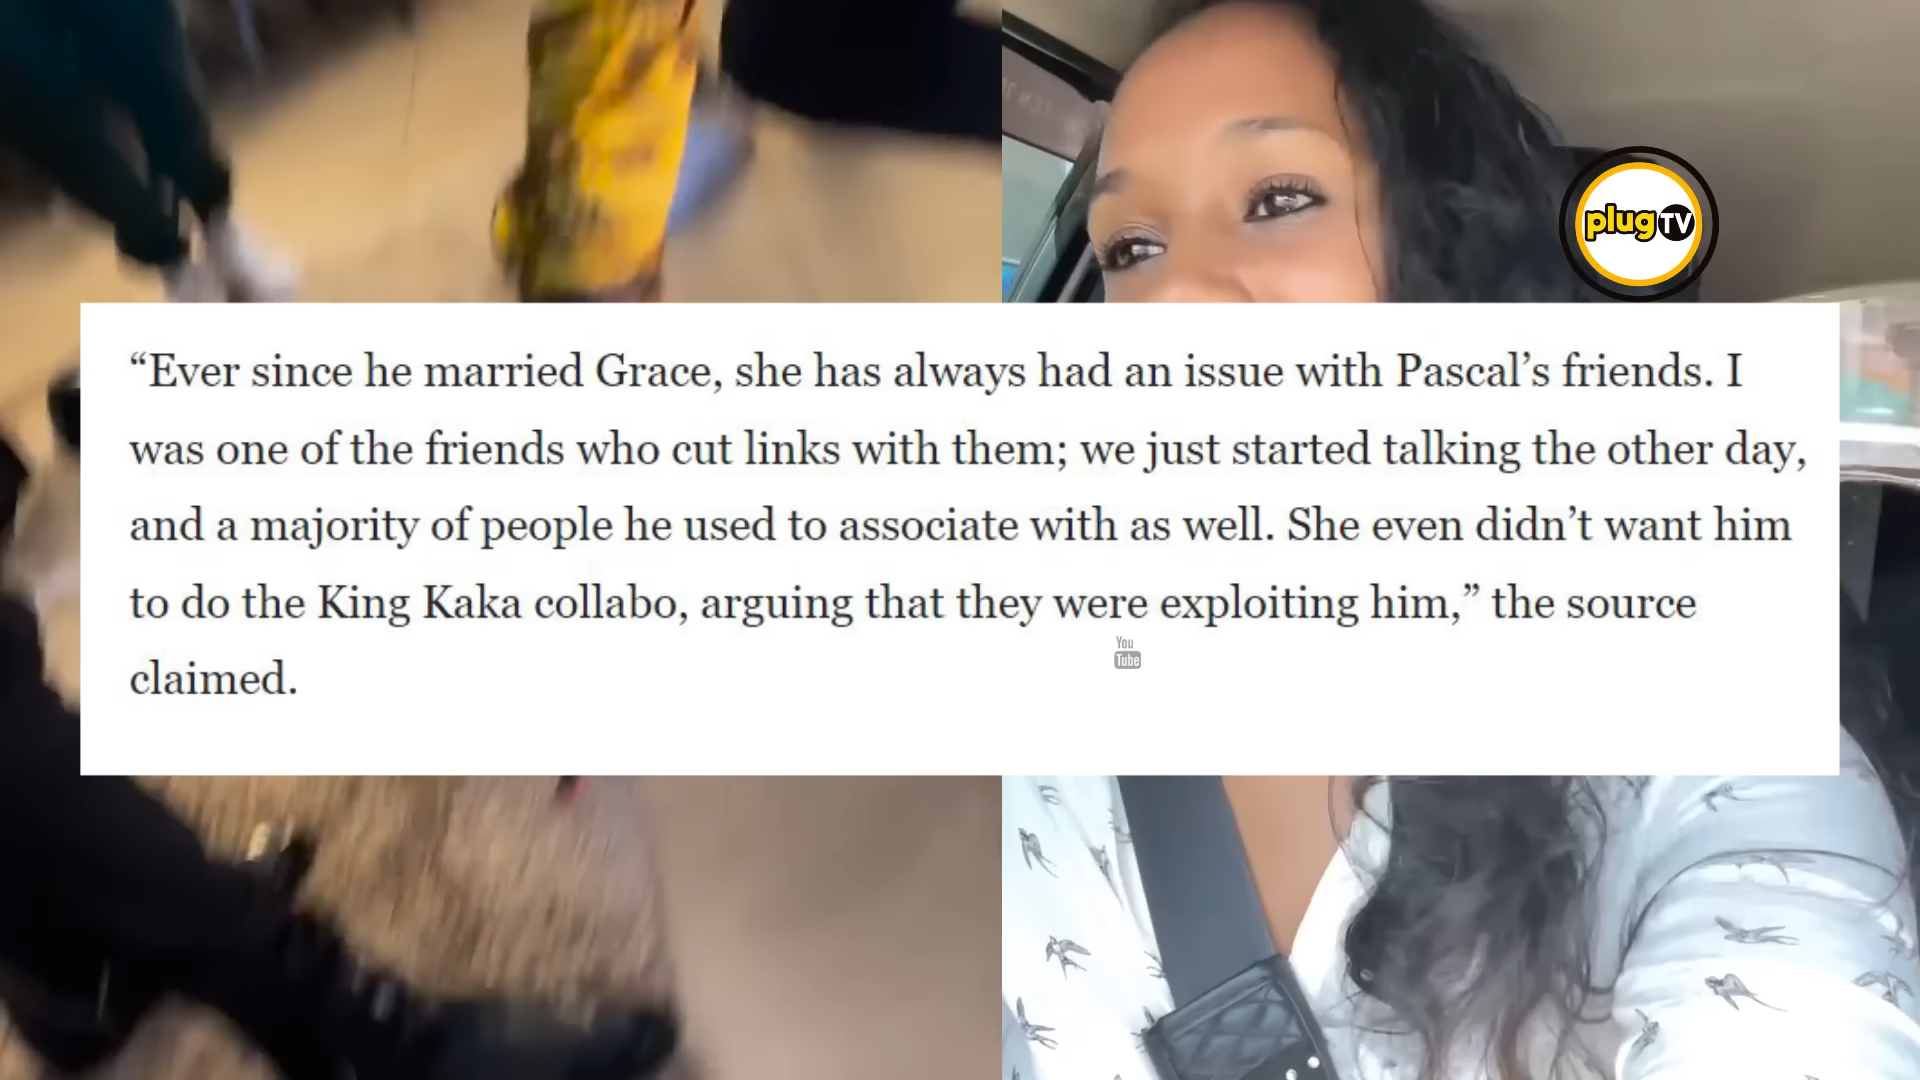 plug TV
“Ever since he married Grace, she has always had an issue with Pascal’s friends. I
was one of the friends who cut links with them; we just started talking the other day,
and a majority of people he used to associate with as well. She even didn’t want him
to do the King Kaka collabo, arguing that they were exploiting him,” the source
claimed.
You
Tube